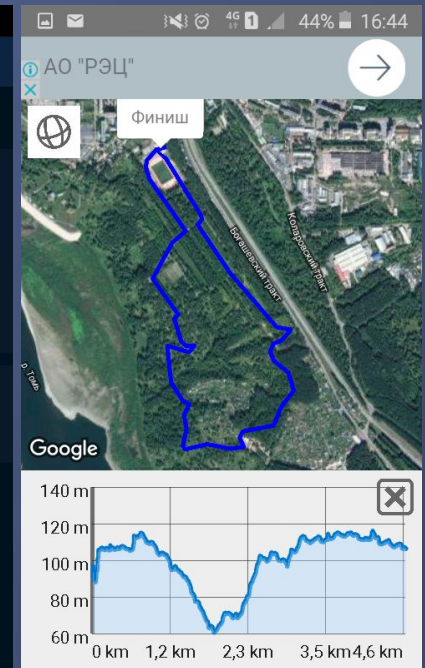 4G 1 44% 16:44
АО "РЭЦ"
Финиш
Богашевский тракт
Коларовский тракт
р. Томь
Google
140 m
120 m
100 m
80 m
60 m
0 km 1,2 km 2,3 km 3,5 km 4,6 km